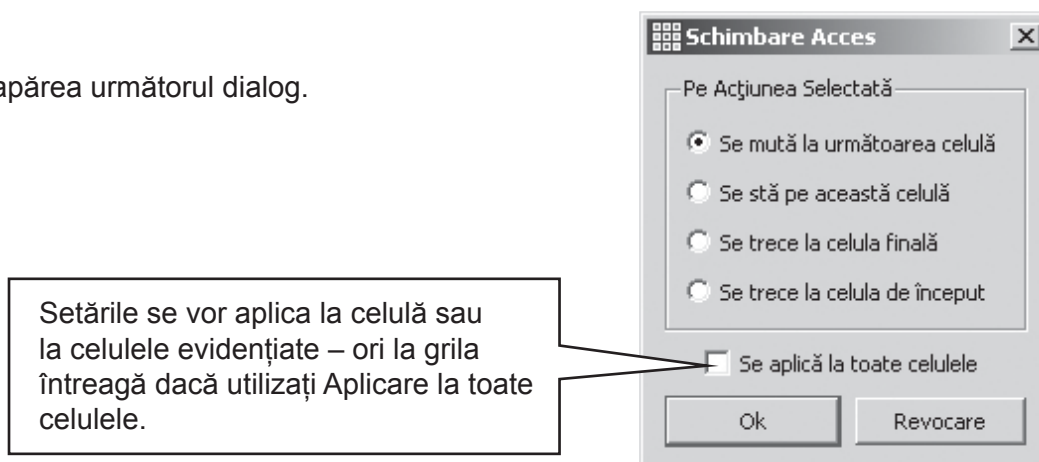 apărea următorul dialog.
Schimbare Acces
Pe Acţiunea Selectată
Se mută la următoarea celulă
Se stă pe această celulă
Se trece la celula finală
Se trece la celula de început
Se aplică la toate celulele
Ok
Revocare
Setările se vor aplica la celulă sau
la celulele evidențiate – ori la grila
întreagă dacă utilizați Aplicare la toate
celulele.